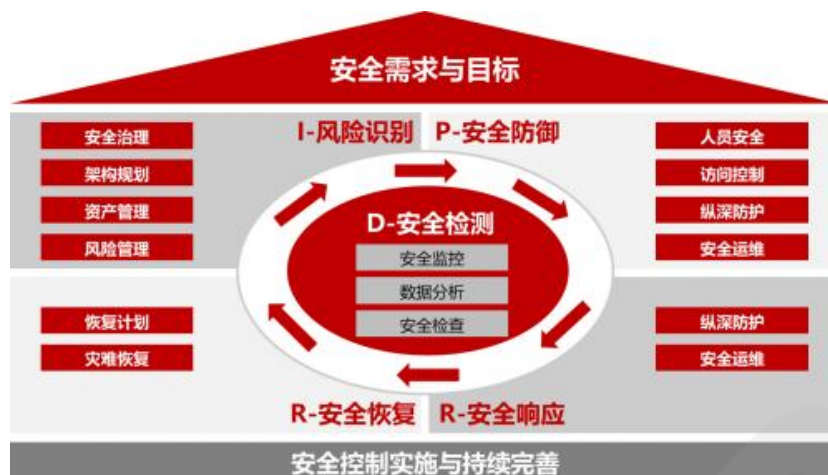 安全需求与目标
I-风险识别
P-安全防御
安全治理
架构规划
资产管理
风险管理
人员安全
访问控制
纵深防护
安全运维
D-安全检测
安全监控
数据分析
安全检查
恢复计划
灾难恢复
纵深防护
安全运维
R-安全恢复
R-安全响应
安全控制实施与持续完善